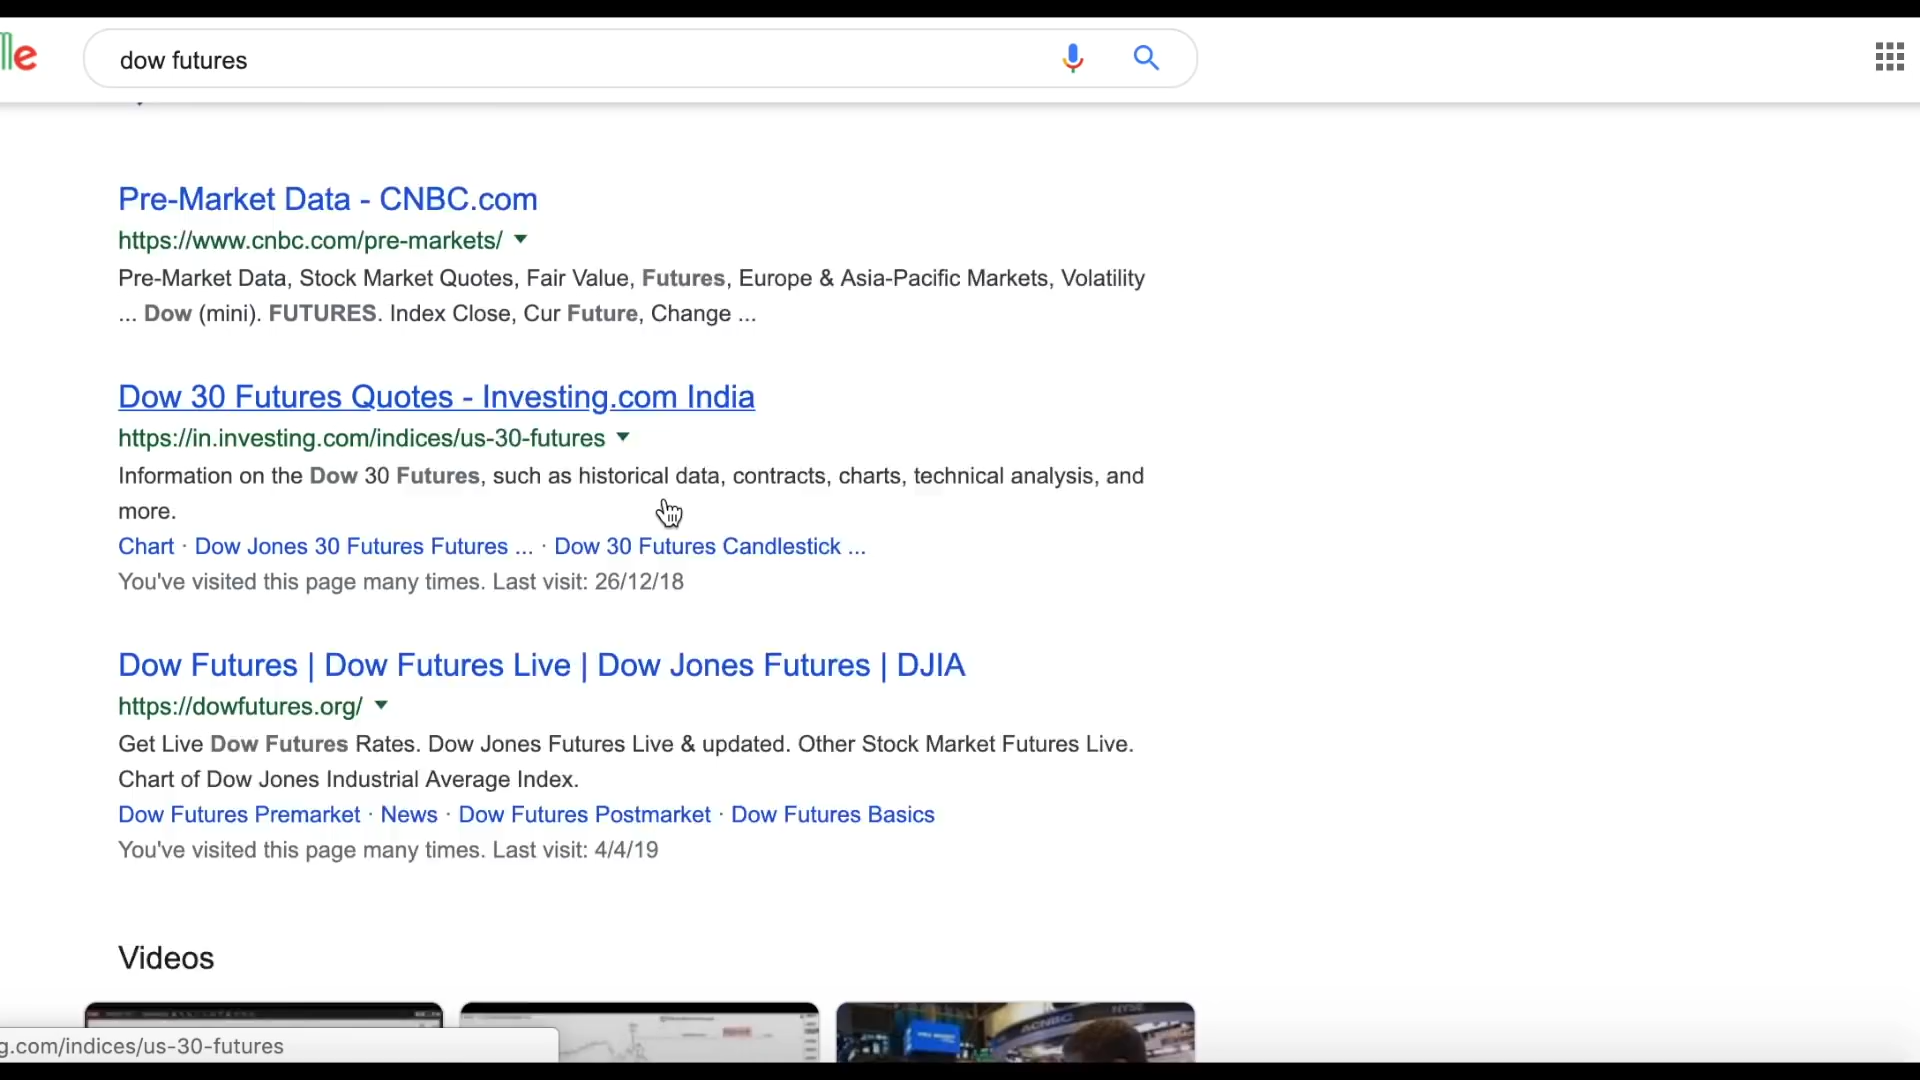 lle
dow futures
Pre-Market Data - CNBC.com
https://www.cnbc.com/pre-markets/
Pre-Market Data, Stock Market Quotes, Fair Value, Futures, Europe & Asia-Pacific Markets, Volatility
... Dow (mini). FUTURES. Index Close, Cur Future, Change ...
Dow 30 Futures Quotes - Investing.com India
https://in.investing.com/indices/us-30-futures
Information on the Dow 30 Futures, such as historical data, contracts, charts, technical analysis, and
more.
Chart · Dow Jones 30 Futures Futures ... · Dow 30 Futures Candlestick ...
You've visited this page many times. Last visit: 26/12/18
Dow Futures | Dow Futures Live | Dow Jones Futures | DJIA
https://dowfutures.org/
Get Live Dow Futures Rates. Dow Jones Futures Live & updated. Other Stock Market Futures Live.
Chart of Dow Jones Industrial Average Index.
Dow Futures Premarket · News · Dow Futures Postmarket · Dow Futures Basics
You've visited this page many times. Last visit: 4/4/19
Videos
CNBC
NYSE
g.com/indices/us-30-futures